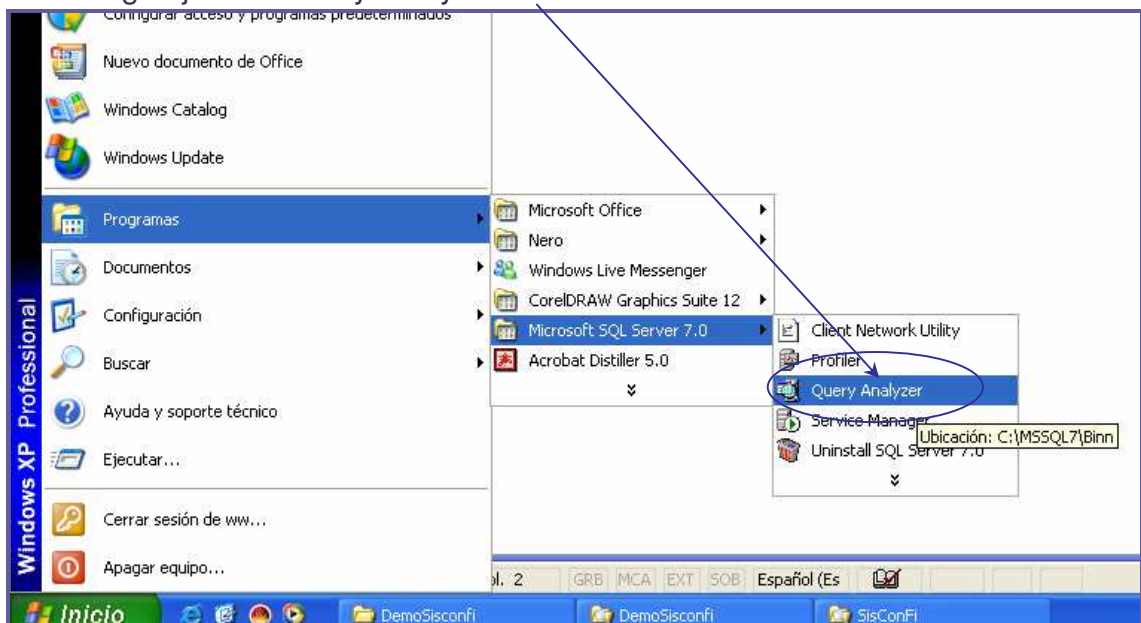 Configurar acceso y programas predeterminados
Nuevo documento de Office
Windows Catalog
Windows Update
Programas
Documentos
Configuración
Buscar
Ayuda y soporte técnico
Ejecutar...
Cerrar sesión de ww...
Apagar equipo...
Windows XP Professional
Microsoft Office
Nero
Windows Live Messenger
CorelDRAW Graphics Suite 12
Microsoft SQL Server 7.0
Acrobat Distiller 5.0
Client Network Utility
Profiler
Query Analyzer
Service Manager
Ubicación: C:\MSSQL7\Binn
Uninstall SQL Server 7.0
ol. 2 GRB MCA EXT SOB Español (Es
Inicio DemoSisconfi DemoSisconfi SisConFi